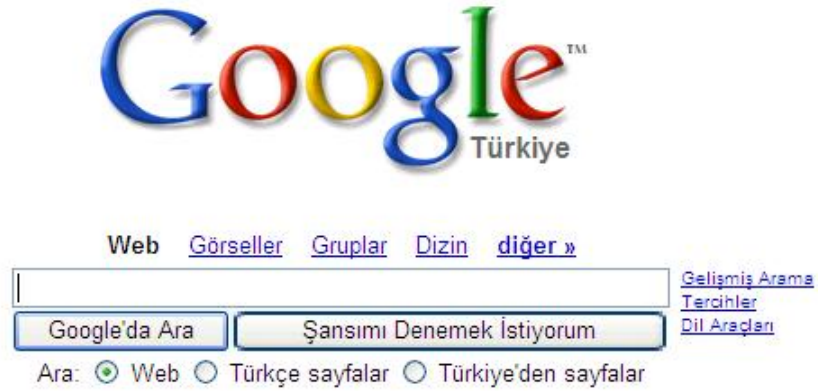 Google™
Türkiye
Web Görseller Gruplar Dizin diğer »
Gelişmiş Arama
Tercihler
Dil Araçları
Google'da Ara Şansımı Denemek İstiyorum
Ara: Web Türkçe sayfalar Türkiye'den sayfalar